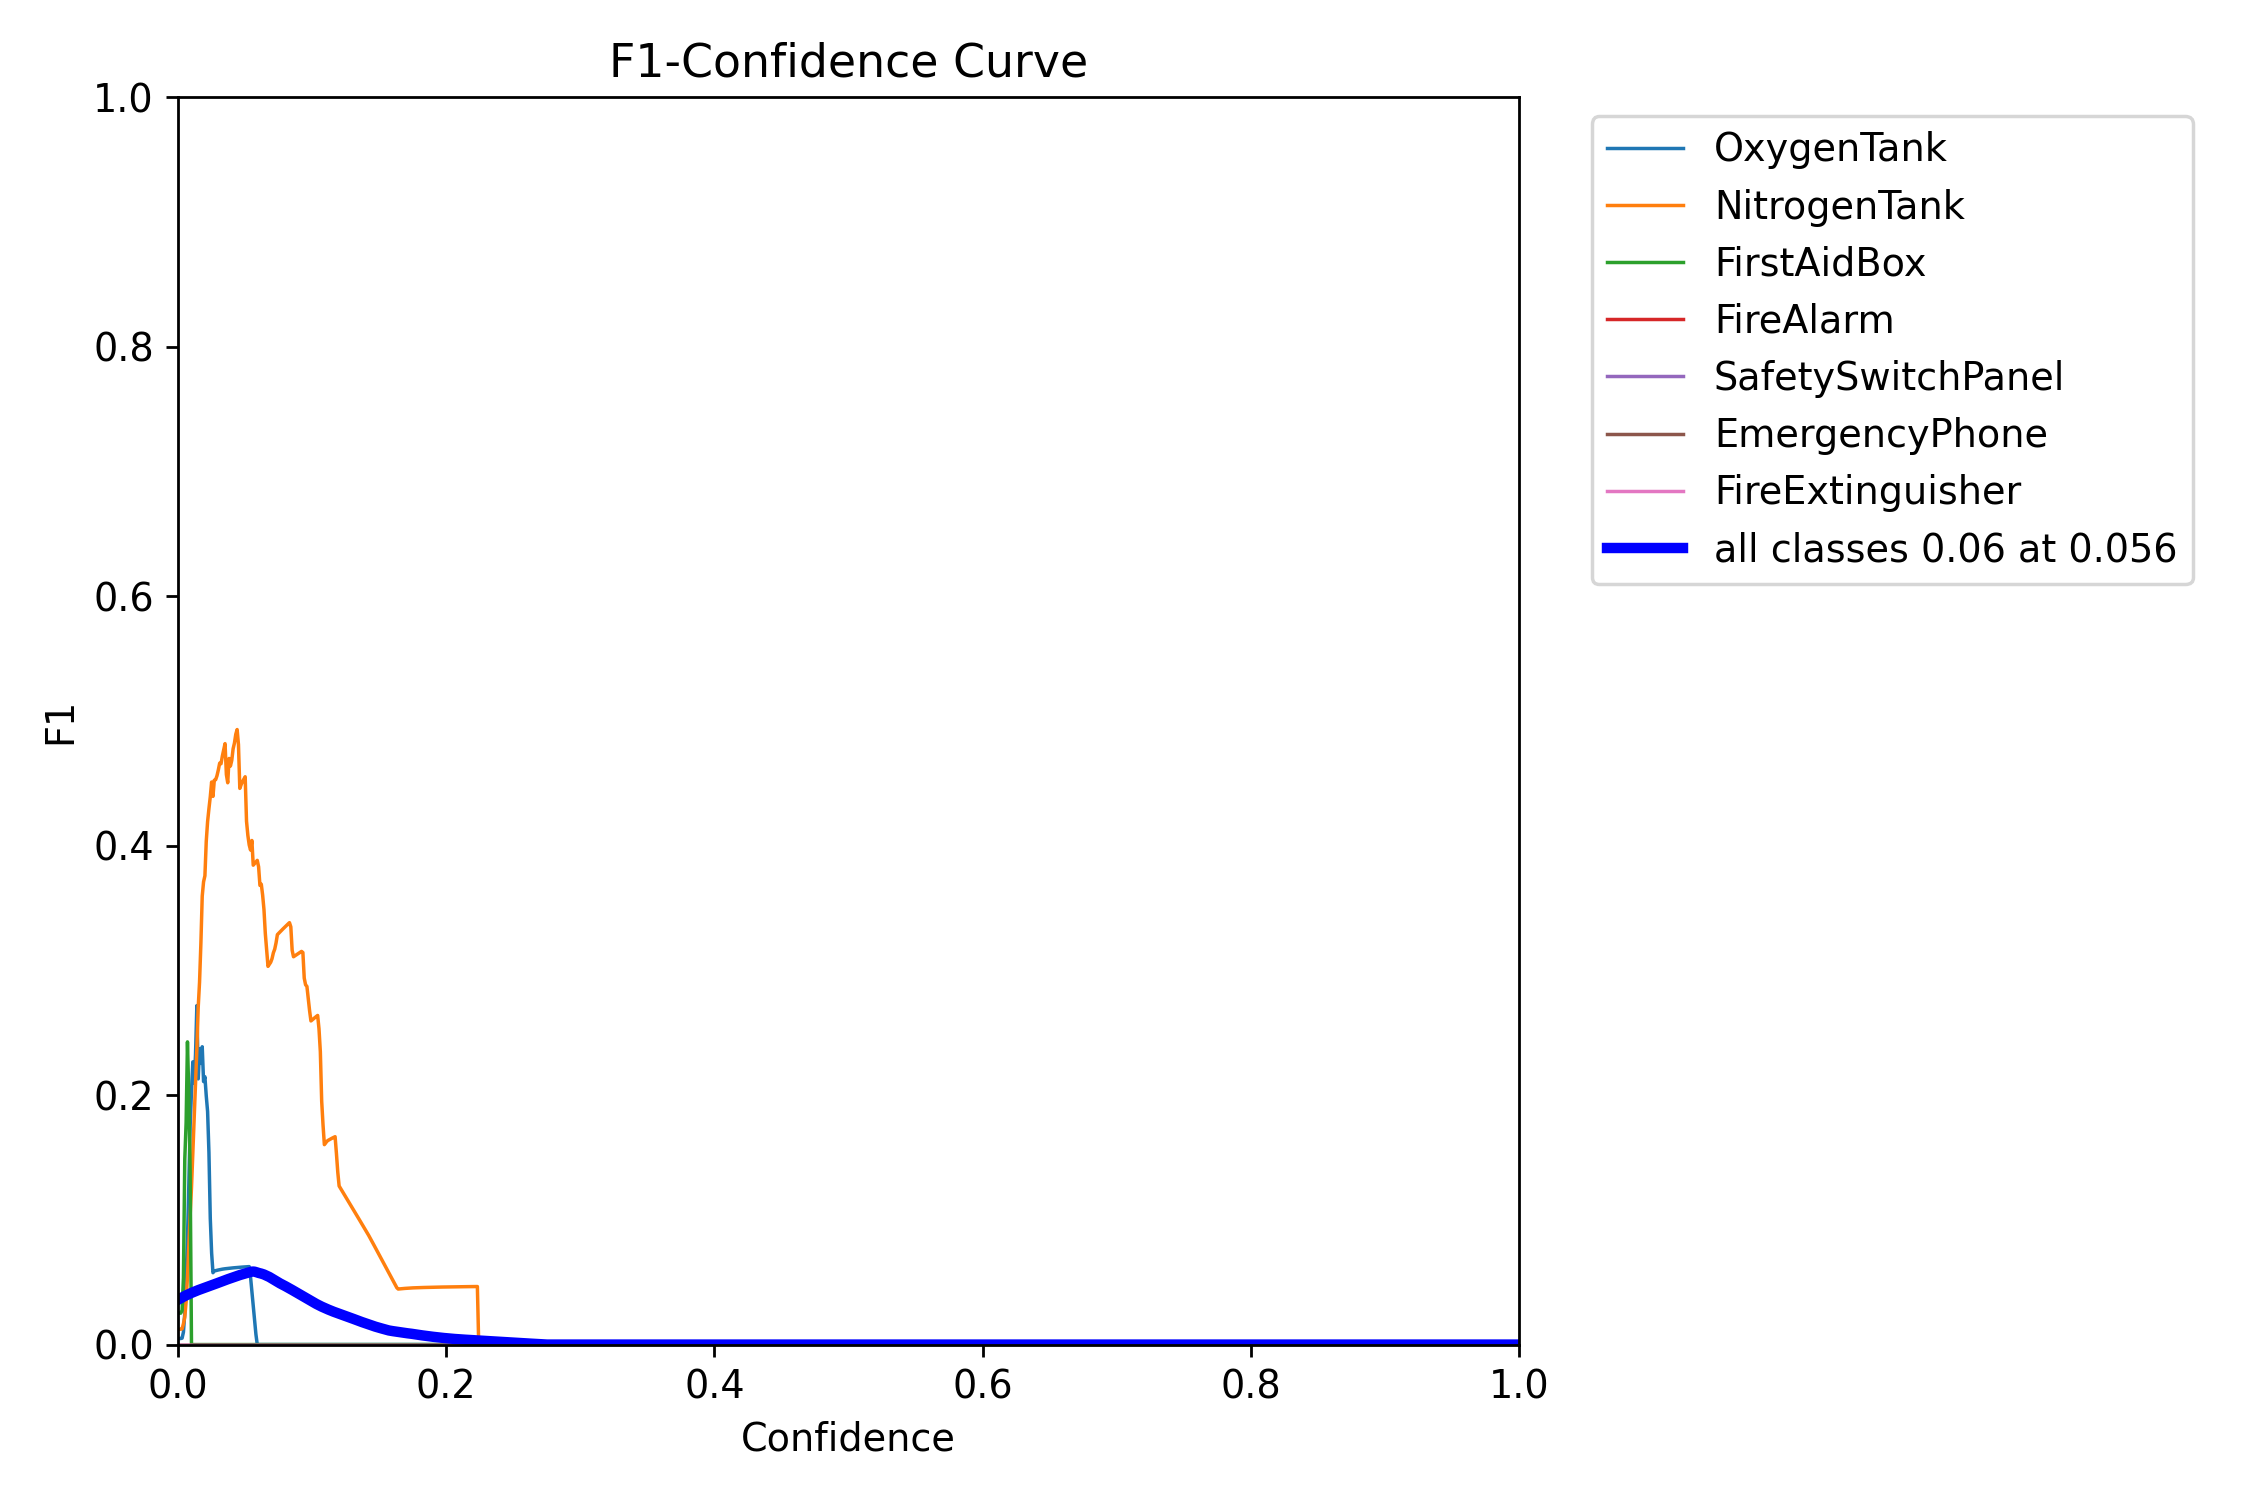 F1-Confidence Curve
1.0
0.8
0.6
0.4
0.2
0.0
F1
0.0 0.2 0.4 0.6 0.8 1.0
Confidence
OxygenTank
NitrogenTank
FirstAidBox
FireAlarm
SafetySwitchPanel
EmergencyPhone
FireExtinguisher
all classes 0.06 at 0.056